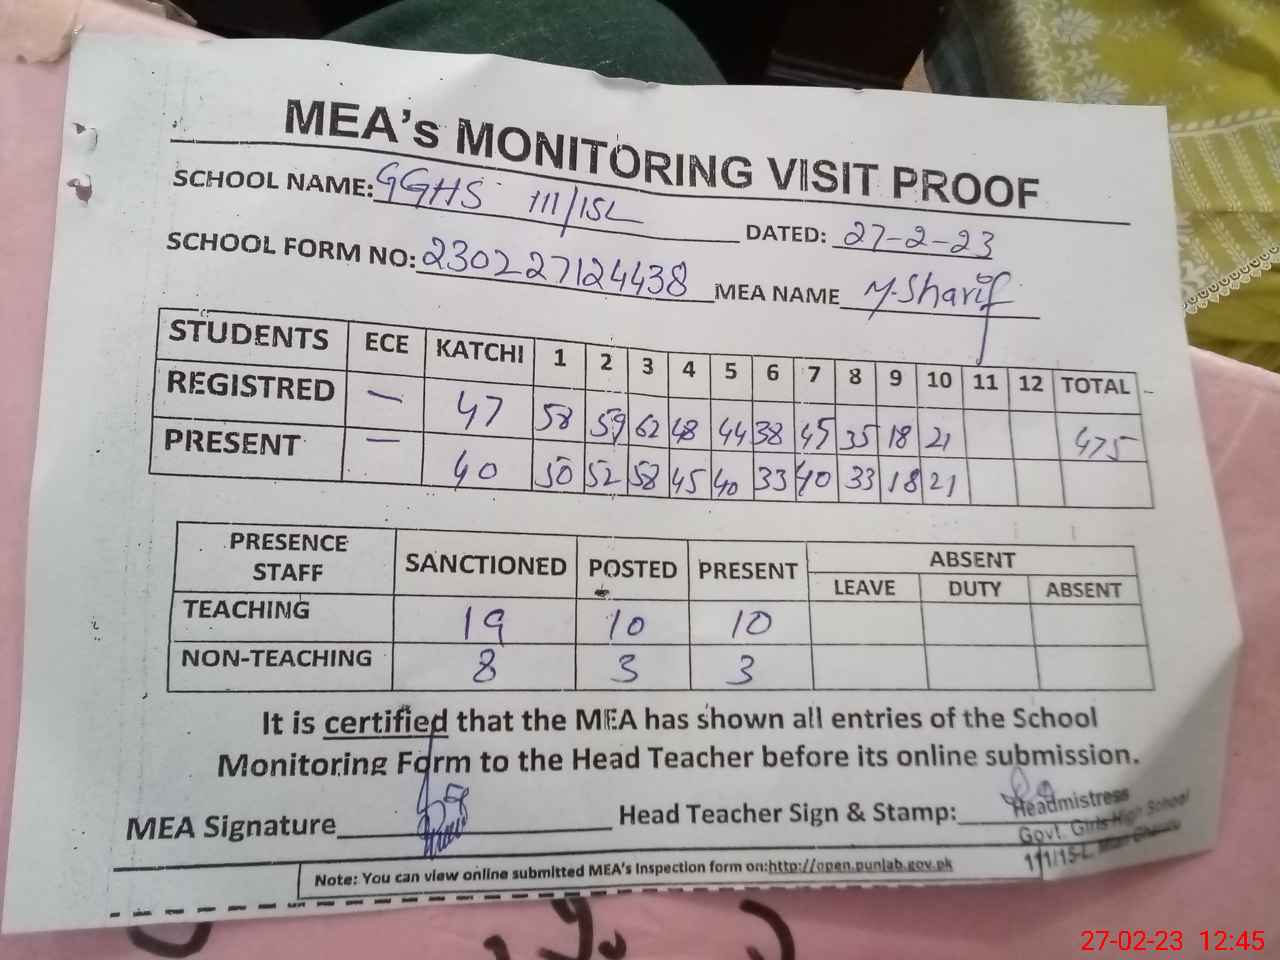 MEA's MONITORING VISIT PROOF
SCHOOL NAME: GGHS 111/15L DATED: 27-2-23
SCHOOL FORM NO: 230227124438 MEA NAME M.Sharif
STUDENTS ECE KATCHI 1 2 3 4 5 6 7 8 9 10 11 12 TOTAL
REGISTRED — 47 58 59 62 48 44 38 45 35 18 21 475
PRESENT — 40 50 52 58 45 40 33 40 33 18 21
PRESENCE STAFF SANCTIONED POSTED PRESENT ABSENT
LEAVE DUTY ABSENT
TEACHING 19 10 10
NON-TEACHING 8 3 3
It is certified that the MEA has shown all entries of the School
Monitoring Form to the Head Teacher before its online submission.
MEA Signature Head Teacher Sign & Stamp:
Headmistress
Govt. Girls High School
111/15-L. Mian Channu
Note: You can view online submitted MEA's Inspection form on:http://open.punjab.gov.pk
27-02-23 12:45